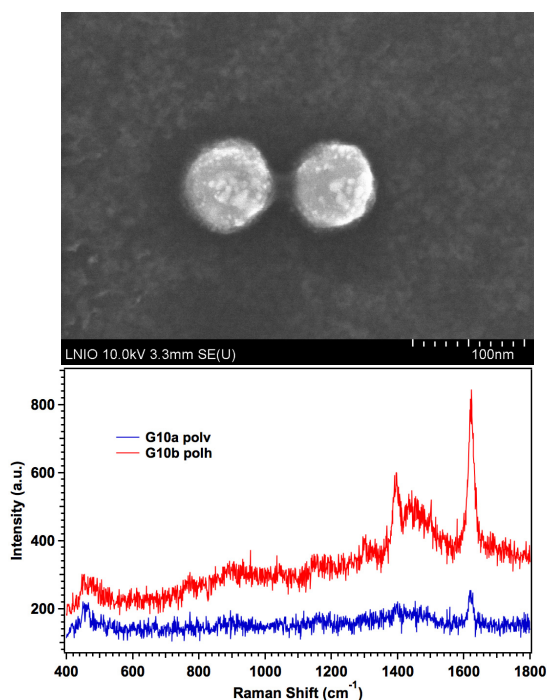 LNIO 10.0kV 3.3mm SE(U)
100nm
800
600
400
200
Intensity (a.u.)
G10a polv
G10b polh
400 600 800 1000 1200 1400 1600 1800
Raman Shift (cm⁻¹)